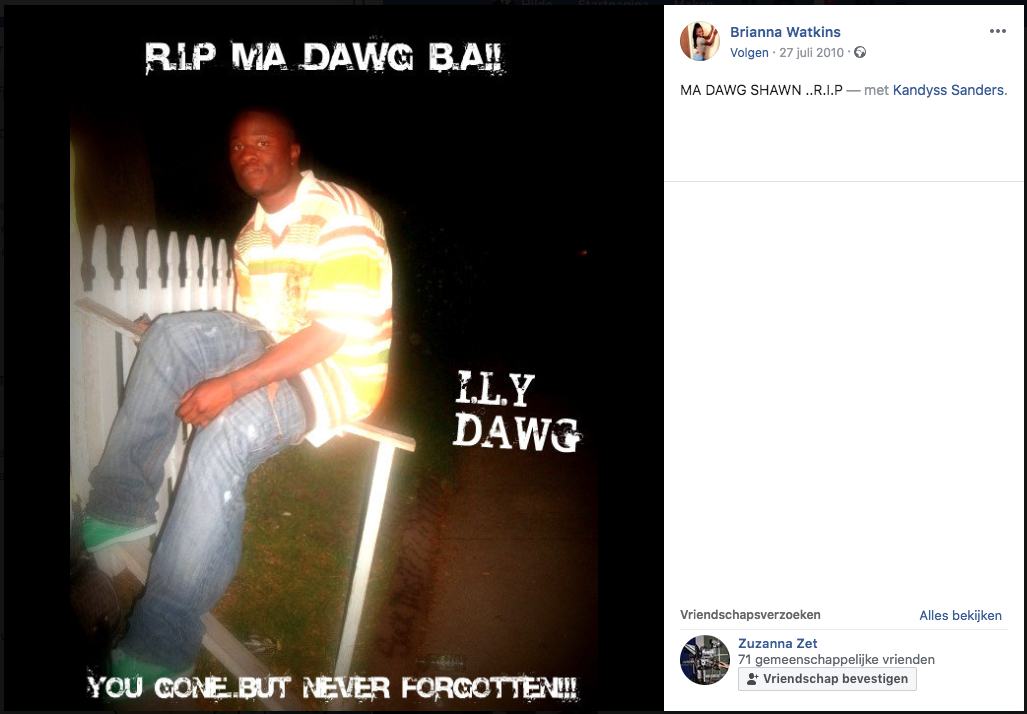 R.I.P MA DAWG B.A!!
I.L.Y
DAWG
YOU GONE..BUT NEVER FORGOTTEN!!!
Brianna Watkins
Volgen · 27 juli 2010 ·
MA DAWG SHAWN ..R.I.P — met Kandyss Sanders.
Vriendschapsverzoeken
Alles bekijken
Zuzanna Zet
71 gemeenschappelijke vrienden
Vriendschap bevestigen